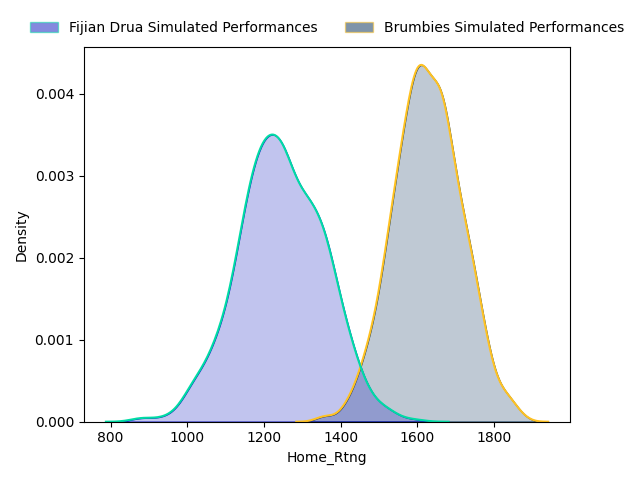 Fijian Drua Simulated Performances Brumbies Simulated Performances
0.004
0.003
0.002
0.001
0.000
Density
800 1000 1200 1400 1600 1800
Home_Rtng